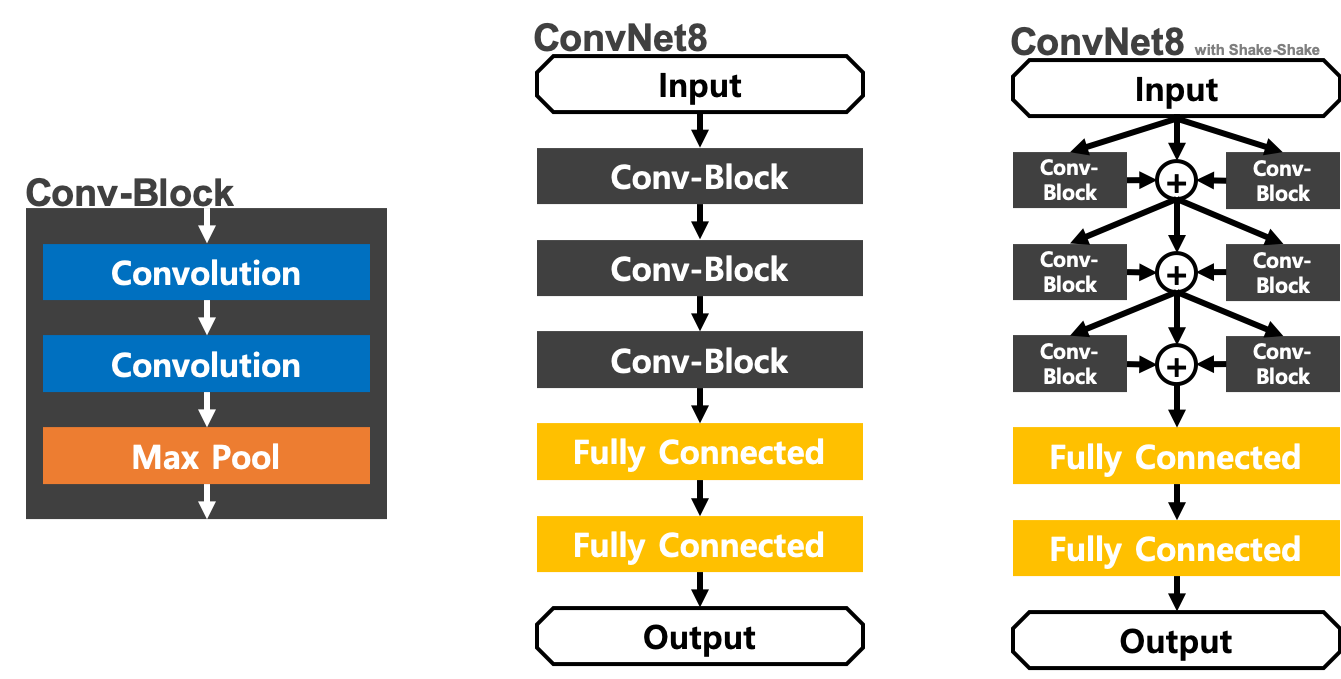 Conv-Block
Convolution
Convolution
Max Pool
ConvNet8
Input
Conv-Block
Conv-Block
Conv-Block
Fully Connected
Fully Connected
Output
ConvNet8 with Shake-Shake
Input
Conv-
Block
+
Conv-
Block
Conv-
Block
+
Conv-
Block
Conv-
Block
+
Conv-
Block
Fully Connected
Fully Connected
Output